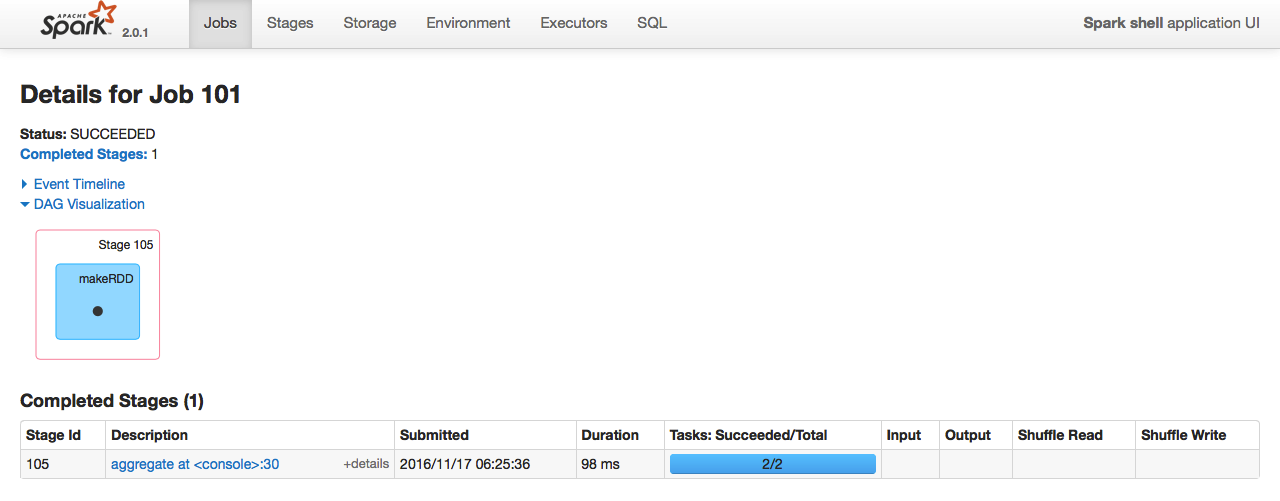 APACHE
Spark 2.0.1 Jobs Stages Storage Environment Executors SQL Spark shell application UI
Details for Job 101
Status: SUCCEEDED
Completed Stages: 1
Event Timeline
DAG Visualization
Stage 105
makeRDD
Completed Stages (1)
Stage Id Description Submitted Duration Tasks: Succeeded/Total Input Output Shuffle Read Shuffle Write
105 aggregate at <console>:30 +details 2016/11/17 06:25:36 98 ms 2/2